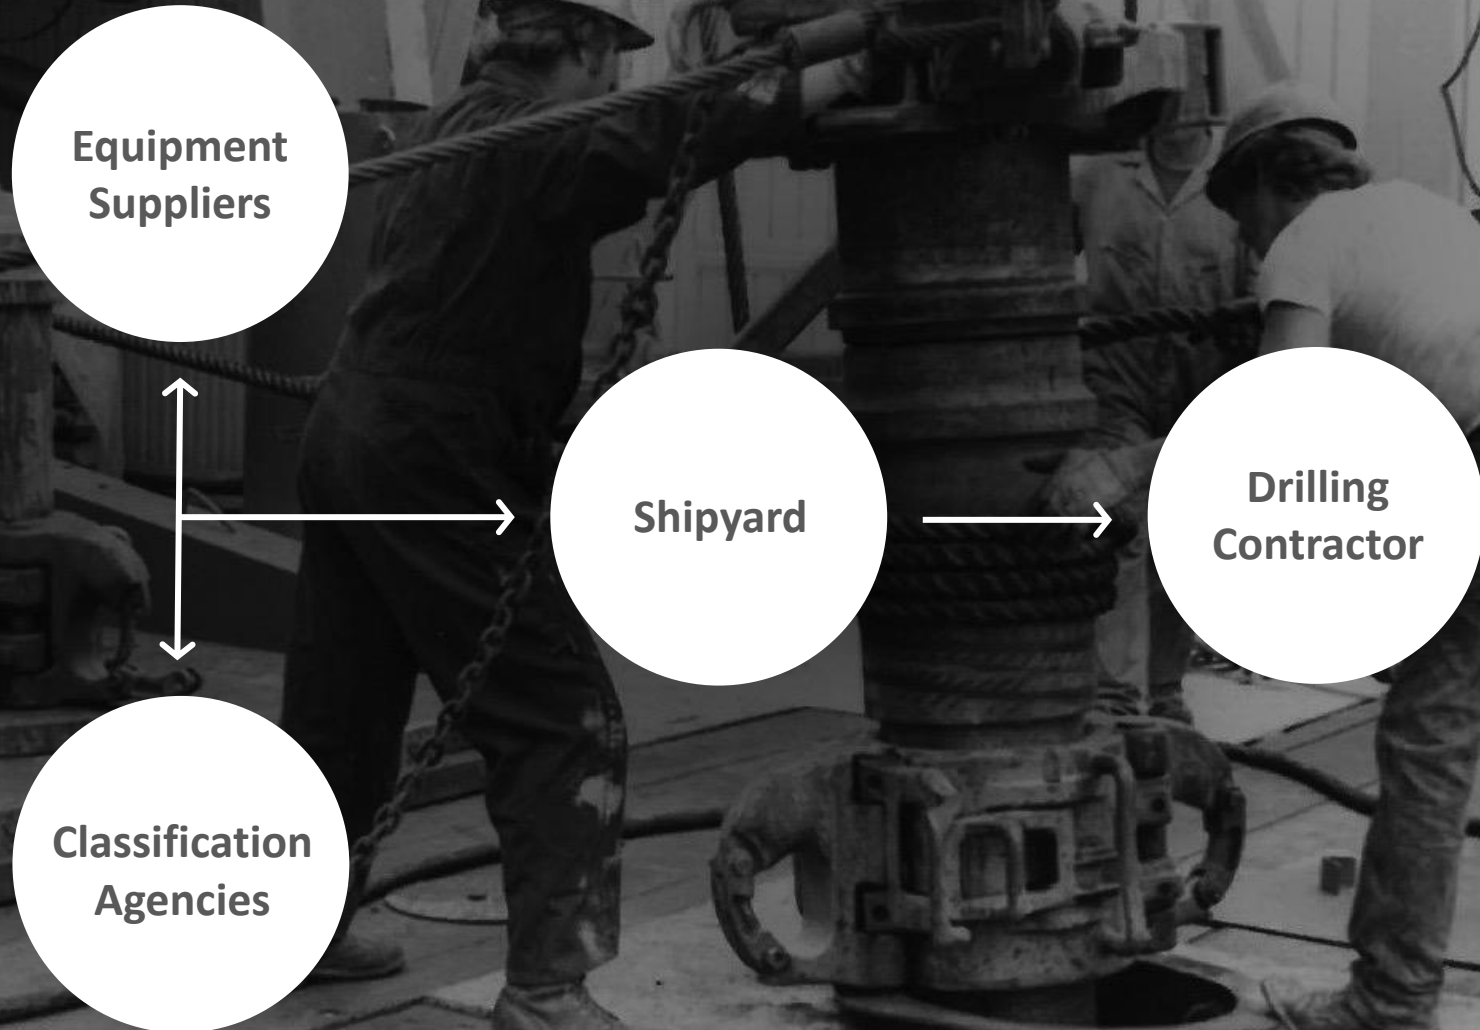 Equipment
Suppliers
Shipyard
Drilling
Contractor
Classification
Agencies